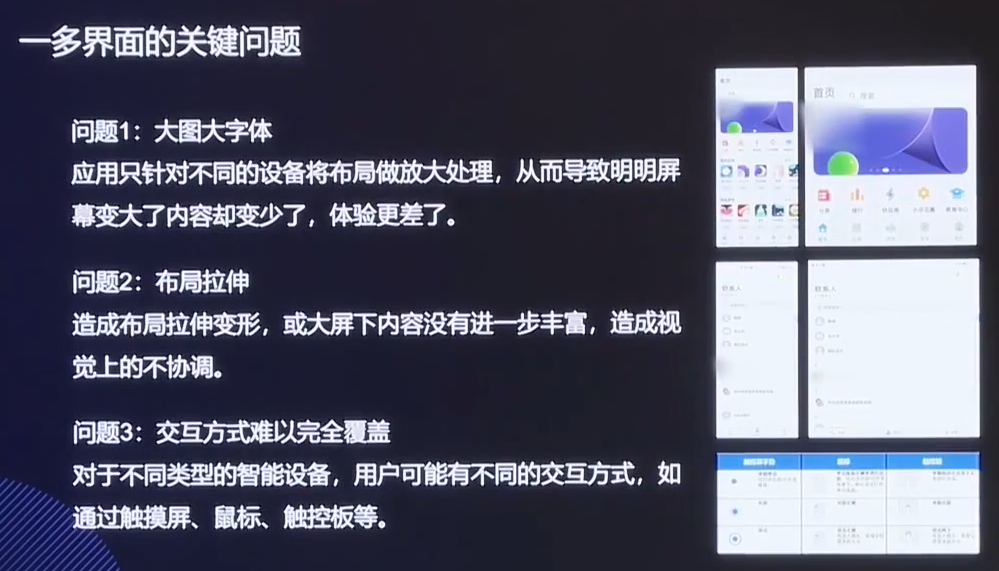 一多界面的关键问题
问题1：大图大字体
应用只针对不同的设备将布局做放大处理，从而导致明明屏
幕变大了内容却变少了，体验更差了。
问题2：布局拉伸
造成布局拉伸变形，或大屏下内容没有进一步丰富，造成视
觉上的不协调。
问题3：交互方式难以完全覆盖
对于不同类型的智能设备，用户可能有不同的交互方式，如
通过触摸屏、鼠标、触控板等。
首页
搜索
联系人
联系人
鼠标
触控板